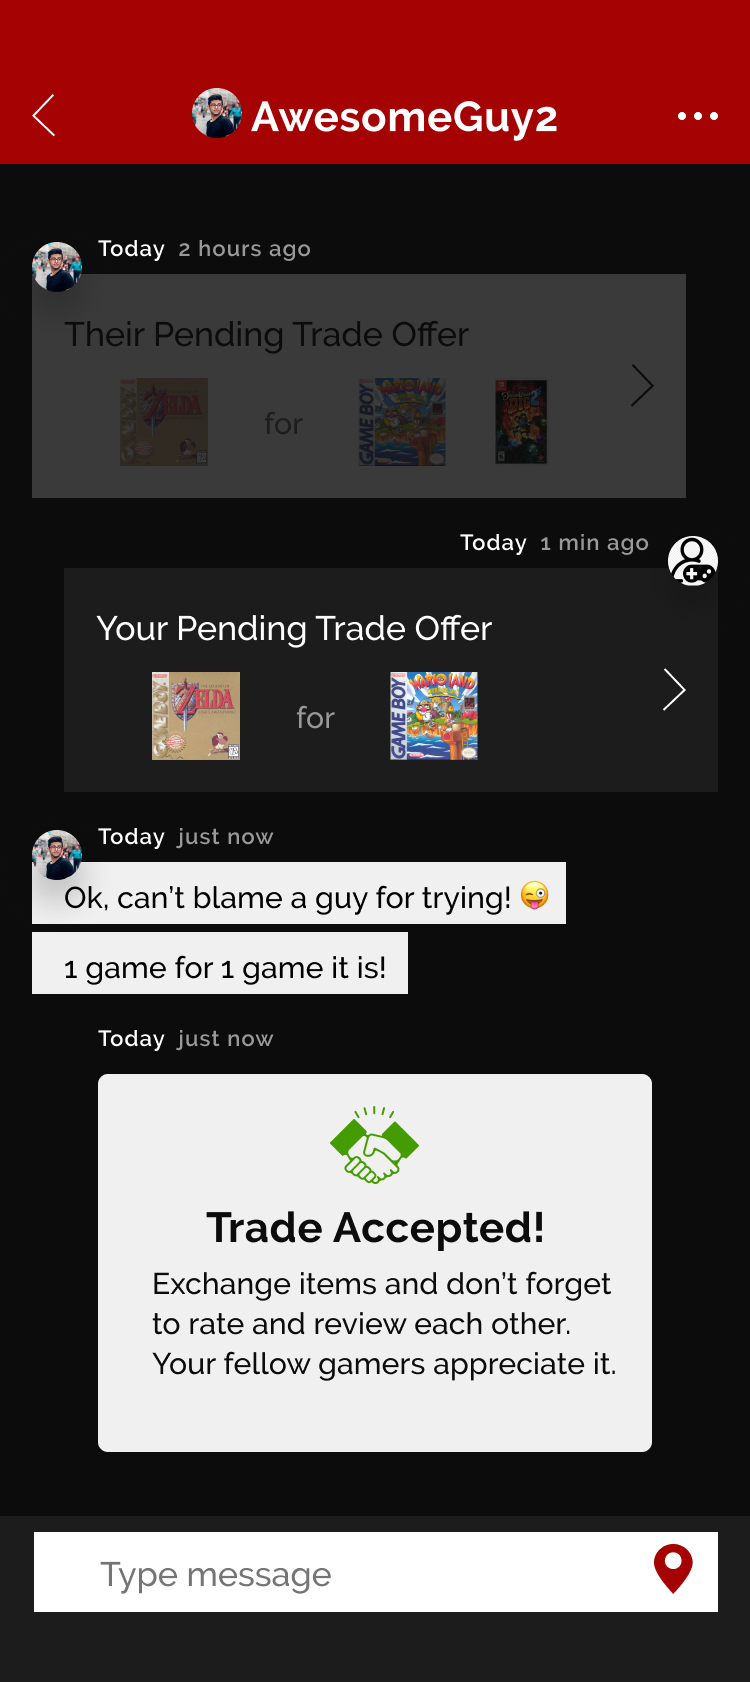 AwesomeGuy2
Today 2 hours ago
Their Pending Trade Offer
ZELDA
for
GAME BOY
WARIO LAND
Today 1 min ago
Your Pending Trade Offer
ZELDA
for
GAME BOY
WARIO LAND
Today just now
Ok, can’t blame a guy for trying! 😜
1 game for 1 game it is!
Today just now
Trade Accepted!
Exchange items and don’t forget
to rate and review each other.
Your fellow gamers appreciate it.
Type message